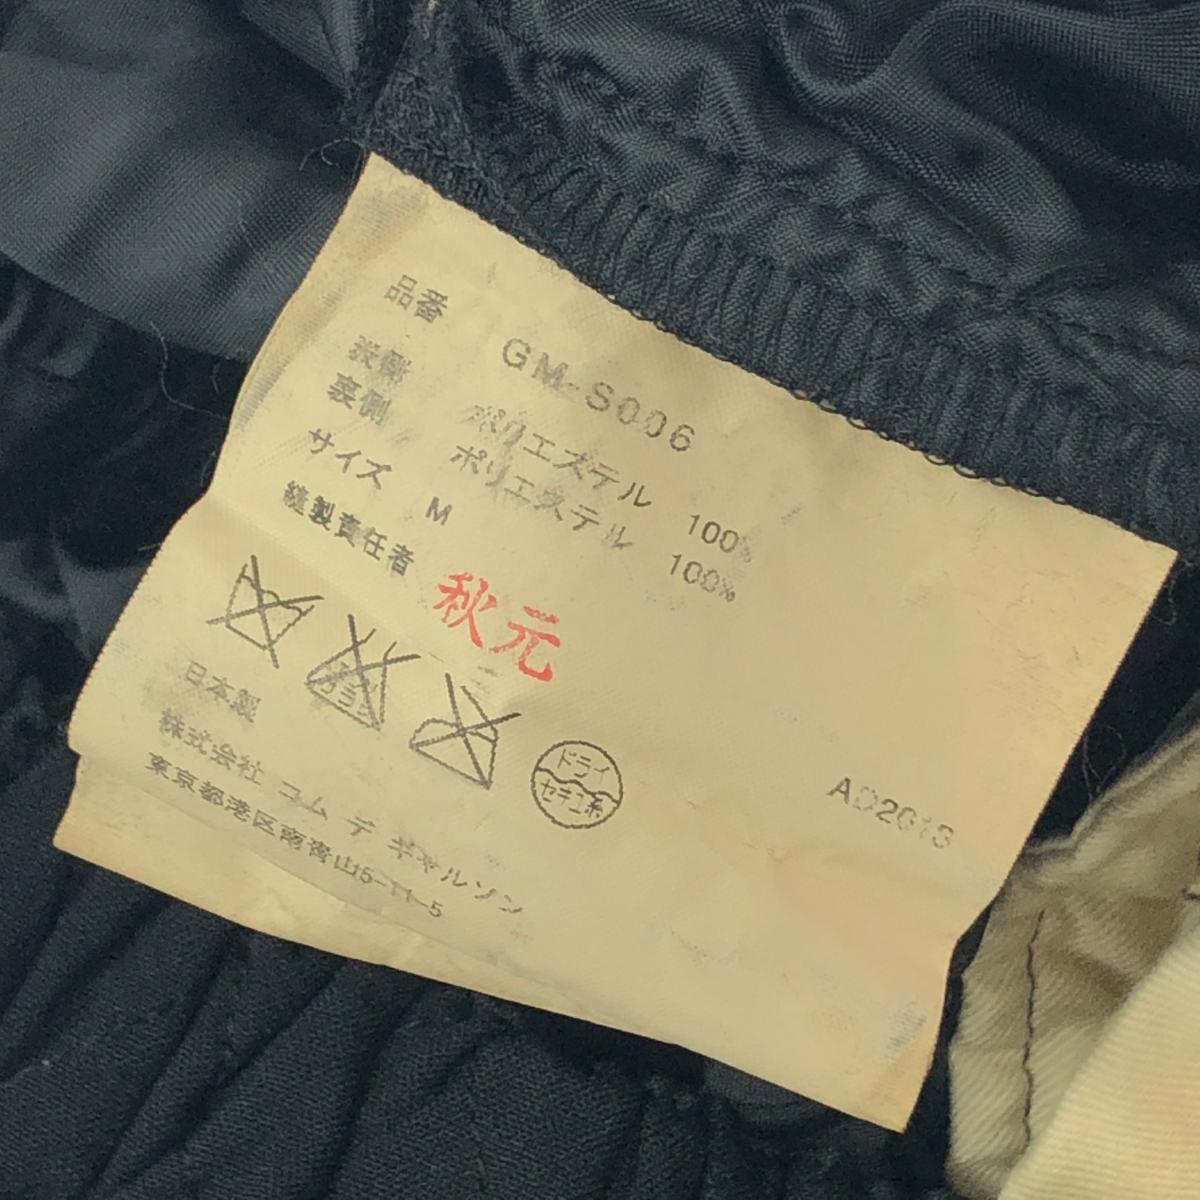 品番 GM-S006
表側 ポリエステル 100%
裏側 ポリエステル 100%
サイズ M
縫製責任者 秋元
ドライ
セキユ系
日本製
株式会社 コム デ ギャルソン
東京都港区南青山5-11-5
AD2013